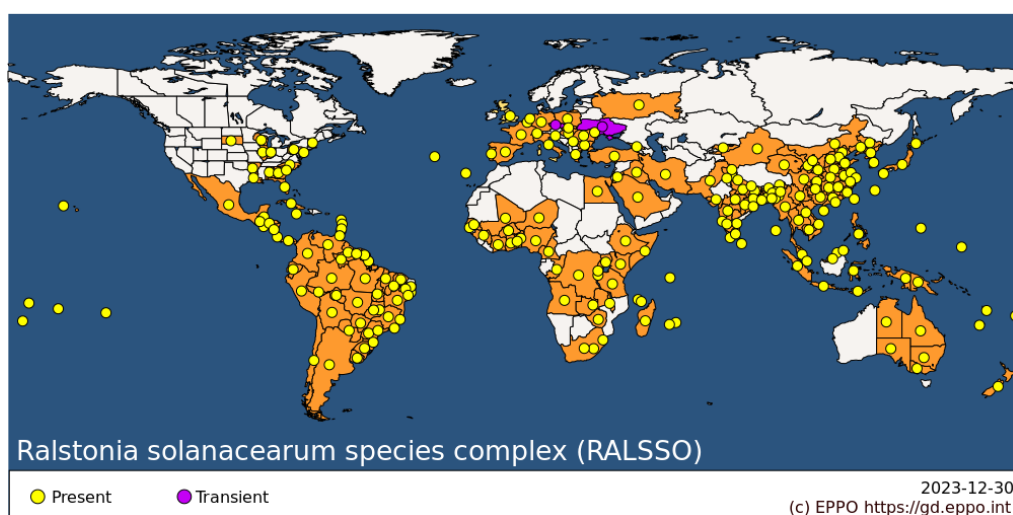 Ralstonia solanacearum species complex (RALSSO)
Present
Transient
2023-12-30
(c) EPPO https://gd.eppo.int